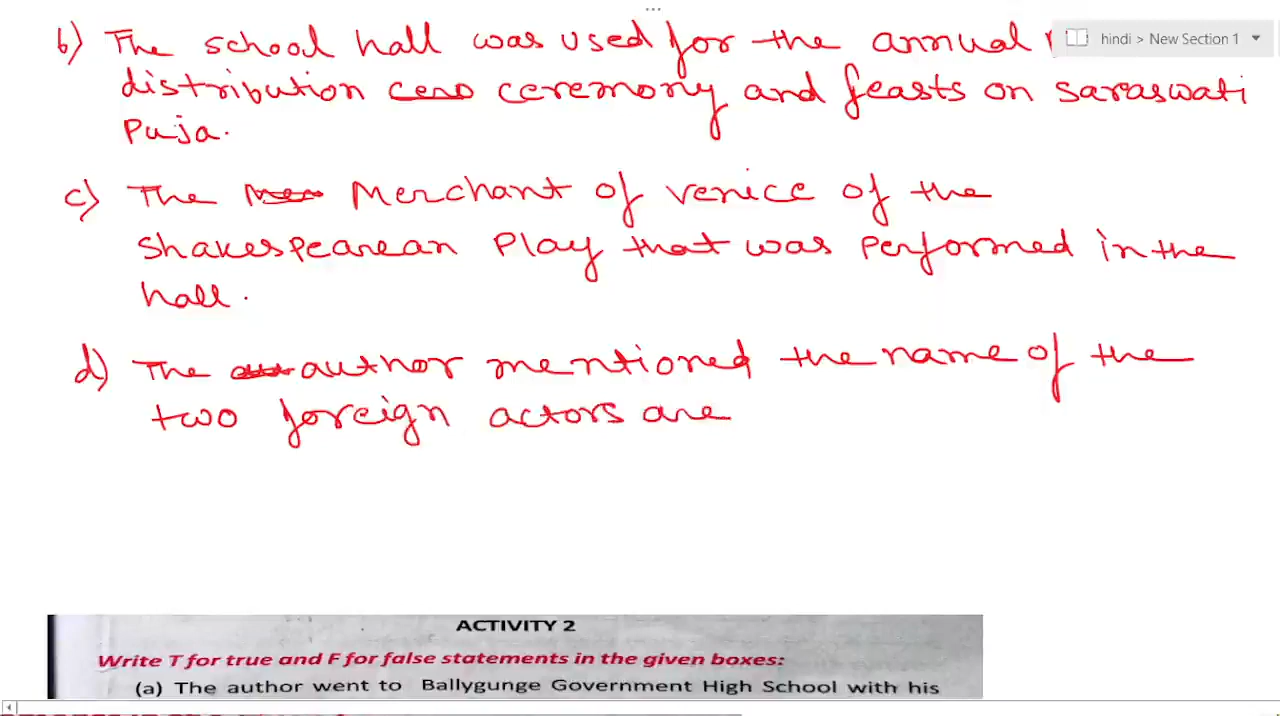 hindi > New Section 1
b) The school hall was used for the annual
distribution ceremony and feasts on saraswati
Puja.
c) The Merchant of venice of the
Shakespearean Play that was performed in the
hall.
d) The author mentioned the name of the
two foreign actors are
ACTIVITY 2
Write T for true and F for false statements in the given boxes:
(a) The author went to Ballygunge Government High School with his